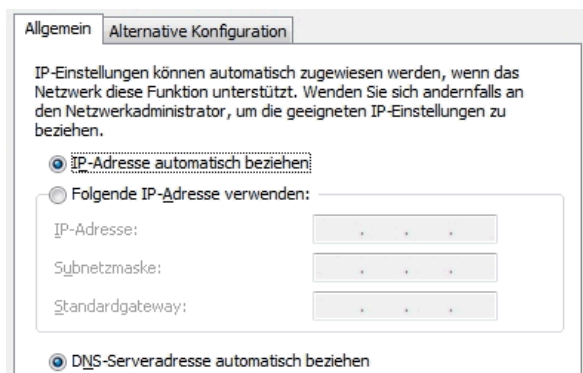 Allgemein
Alternative Konfiguration
IP-Einstellungen können automatisch zugewiesen werden, wenn das
Netzwerk diese Funktion unterstützt. Wenden Sie sich andernfalls an
den Netzwerkadministrator, um die geeigneten IP-Einstellungen zu
beziehen.
IP-Adresse automatisch beziehen
Folgende IP-Adresse verwenden:
IP-Adresse: . . .
Subnetzmaske: . . .
Standardgateway: . . .
DNS-Serveradresse automatisch beziehen